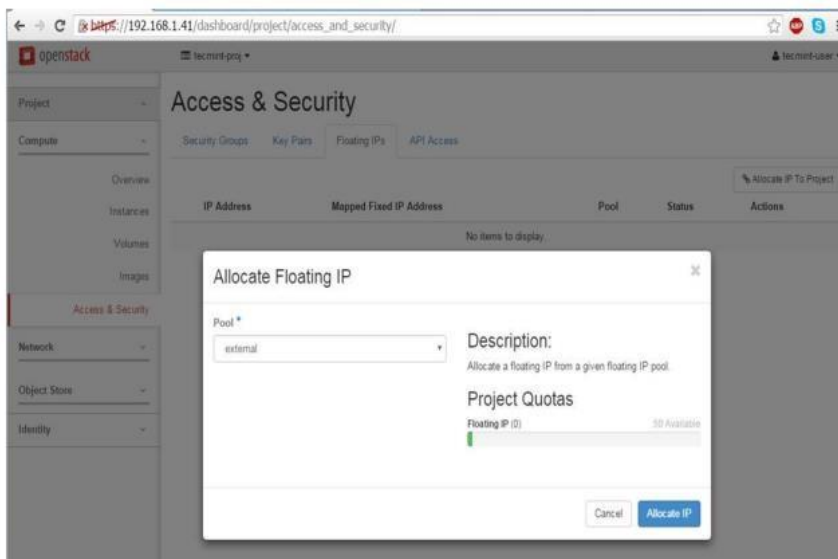 https://192.168.1.41/dashboard/project/access_and_security/
ABP
S
openstack
tecmint-proj
tecmint-user
Project
Access & Security
Compute
Security Groups Key Pairs Floating IPs API Access
Overview
Allocate IP To Project
Instances
IP Address Mapped Fixed IP Address Pool Status Actions
Volumes
No items to display.
Images
Access & Security
Network
Object Store
Identity
Allocate Floating IP
Pool *
external
Description:
Allocate a floating IP from a given floating IP pool.
Project Quotas
Floating IP (0) 50 Available
Cancel Allocate IP